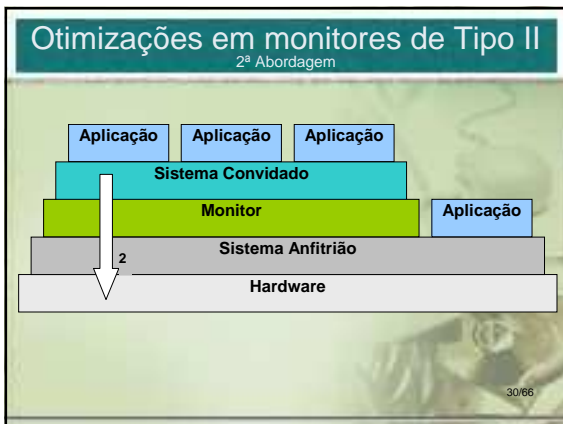 Otimizações em monitores de Tipo II
2ª Abordagem
Aplicação Aplicação Aplicação
Sistema Convidado
Monitor Aplicação
Sistema Anfitrião
2
Hardware
30/66